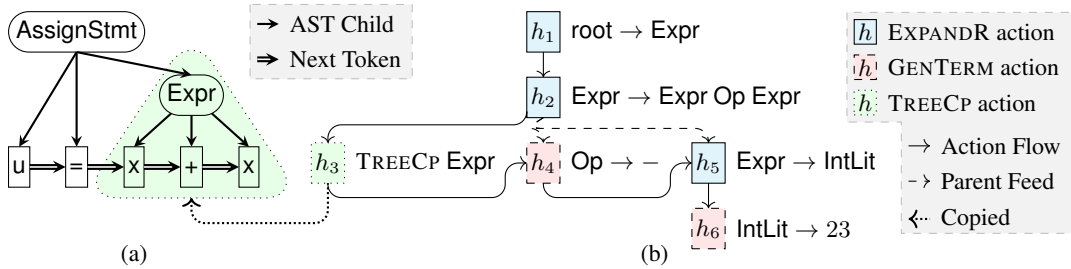 AssignStmt
Expr
u = x + x
(a)
→ AST Child
⇒ Next Token
h1 root → Expr
h2 Expr → Expr Op Expr
h3 TREECP Expr
h4 Op → -
h5 Expr → IntLit
h6 IntLit → 23
(b)
h EXPANDR action
h GENTERM action
h TREECP action
Action Flow
Parent Feed
Copied